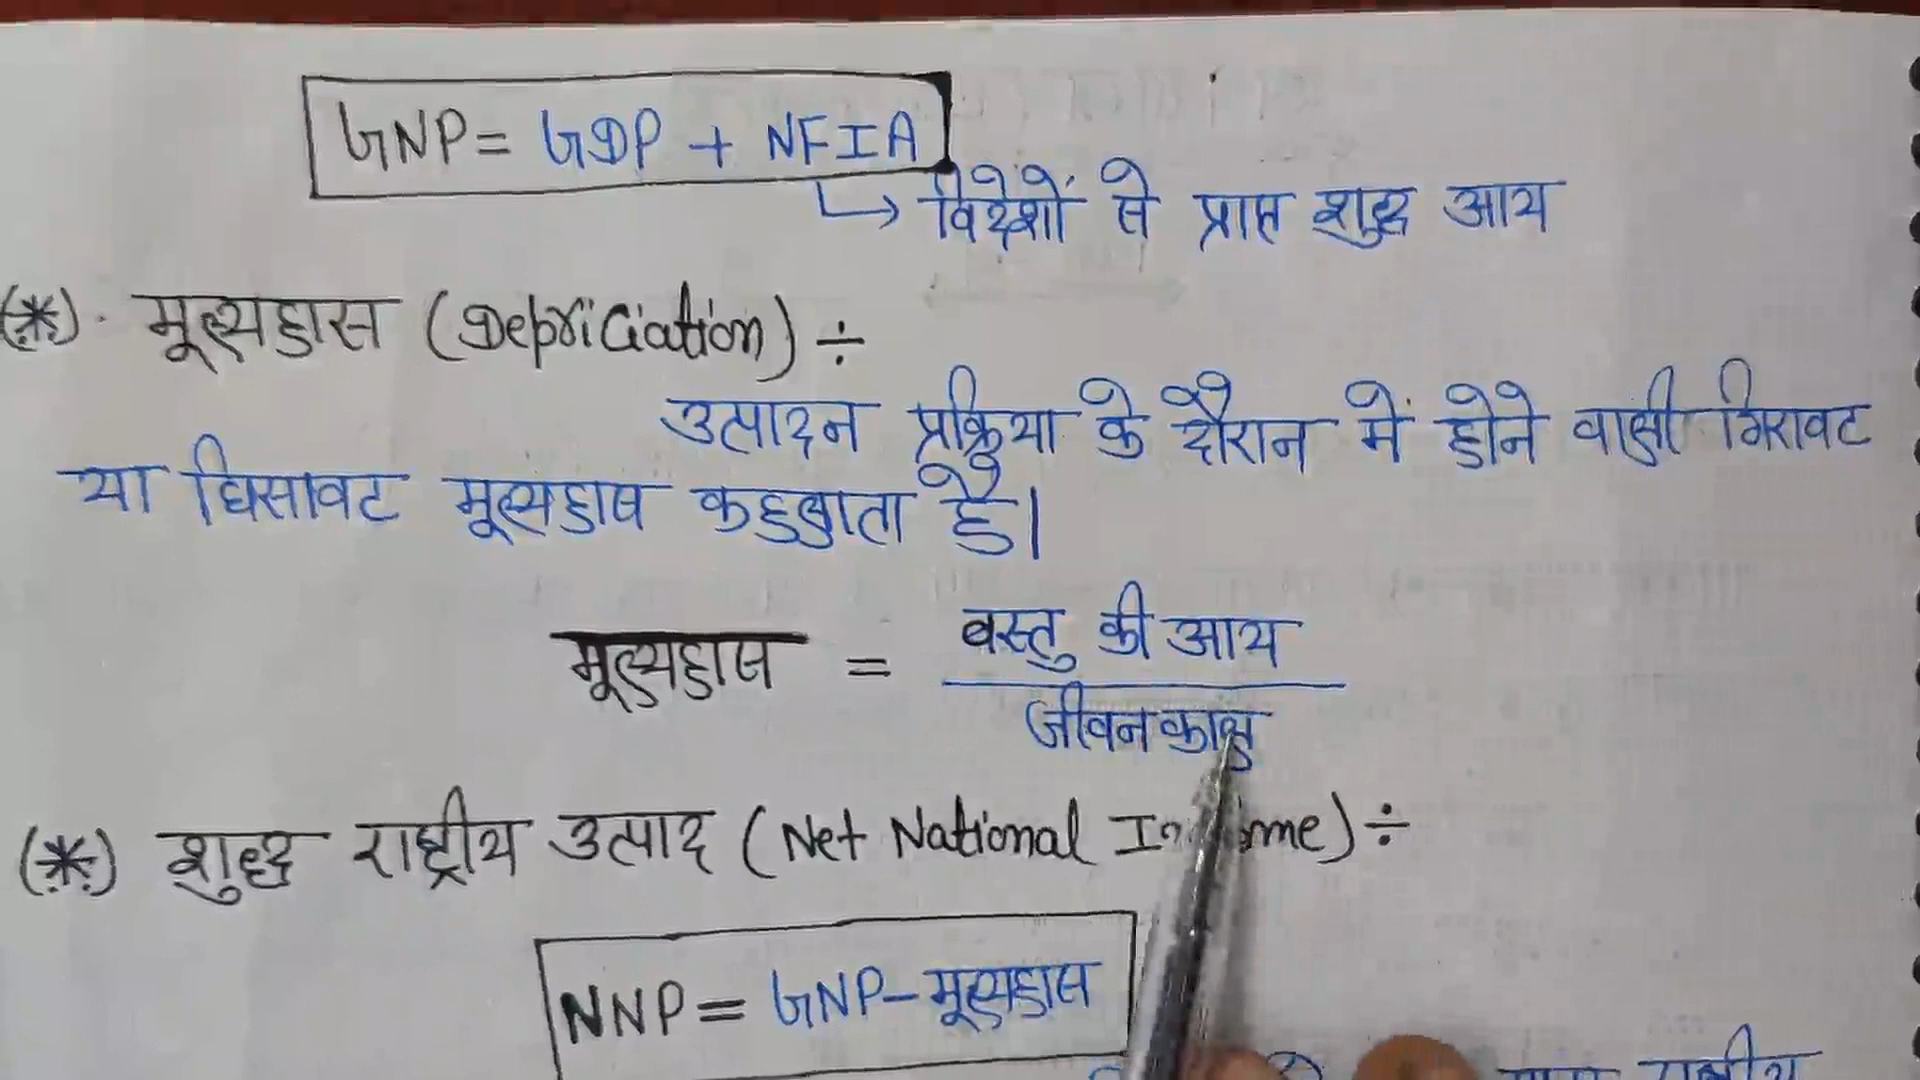 GNP = GDP + NFIA
↳ विदेशों से प्राप्त शुद्ध आय
(*). मूल्यह्रास (Depriciation) ÷
उत्पादन प्रक्रिया के दौरान में होने वाली गिरावट
या घिसावट मूल्यह्रास कहलाता है।
मूल्यह्रास = वस्तु की आय
जीवनकाल
(*) शुद्ध राष्ट्रीय उत्पाद (Net National Income) ÷
NNP = GNP - मूल्यह्रास